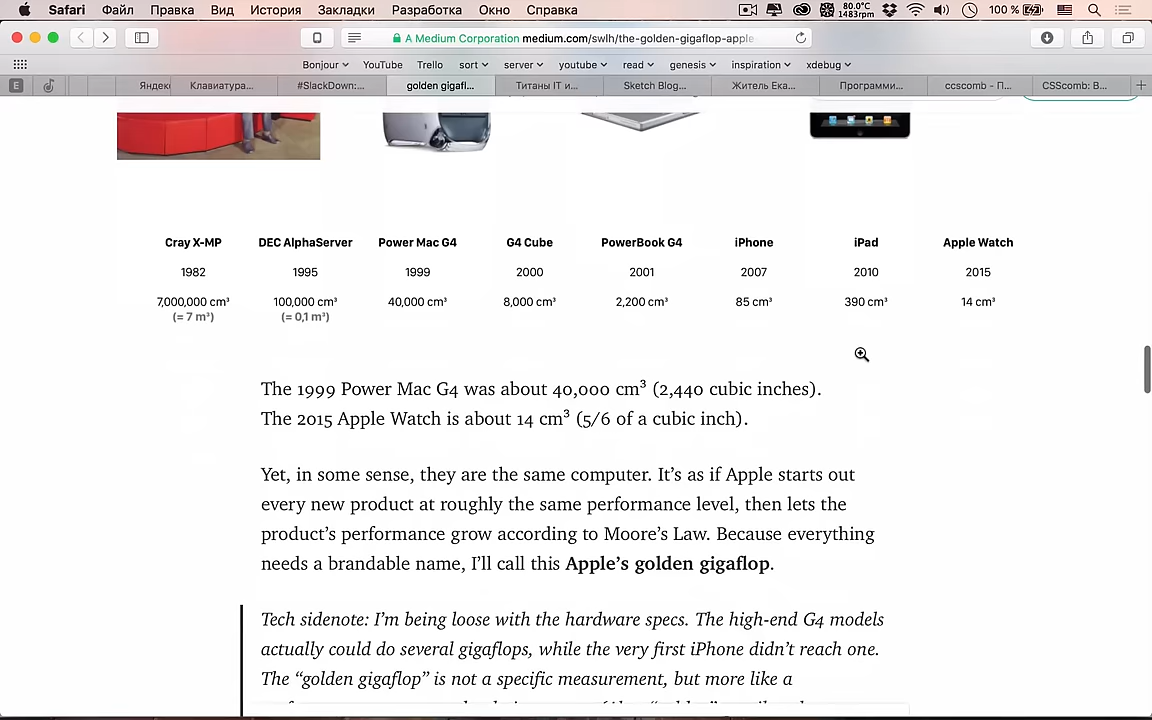 Safari Файл Правка Вид История Закладки Разработка Окно Справка 80.0°C 1483rpm 100 %
A Medium Corporation medium.com/swlh/the-golden-gigaflop-apple
Bonjour YouTube Trello sort server youtube read genesis inspiration xdebug
E Яндек Клавиатура... #SlackDown:... golden gigafl... Титаны IT и... Sketch Blog... Житель Ека... Программи... ccscomb - П... CSScomb: В...
Cray X-MP DEC AlphaServer Power Mac G4 G4 Cube PowerBook G4 iPhone iPad Apple Watch
1982 1995 1999 2000 2001 2007 2010 2015
7,000,000 cm³ 100,000 cm³ 40,000 cm³ 8,000 cm³ 2,200 cm³ 85 cm³ 390 cm³ 14 cm³
(= 7 m³) (= 0,1 m³)
The 1999 Power Mac G4 was about 40,000 cm³ (2,440 cubic inches).
The 2015 Apple Watch is about 14 cm³ (5/6 of a cubic inch).
Yet, in some sense, they are the same computer. It’s as if Apple starts out
every new product at roughly the same performance level, then lets the
product’s performance grow according to Moore’s Law. Because everything
needs a brandable name, I’ll call this Apple’s golden gigaflop.
Tech sidenote: I’m being loose with the hardware specs. The high-end G4 models
actually could do several gigaflops, while the very first iPhone didn’t reach one.
The “golden gigaflop” is not a specific measurement, but more like a